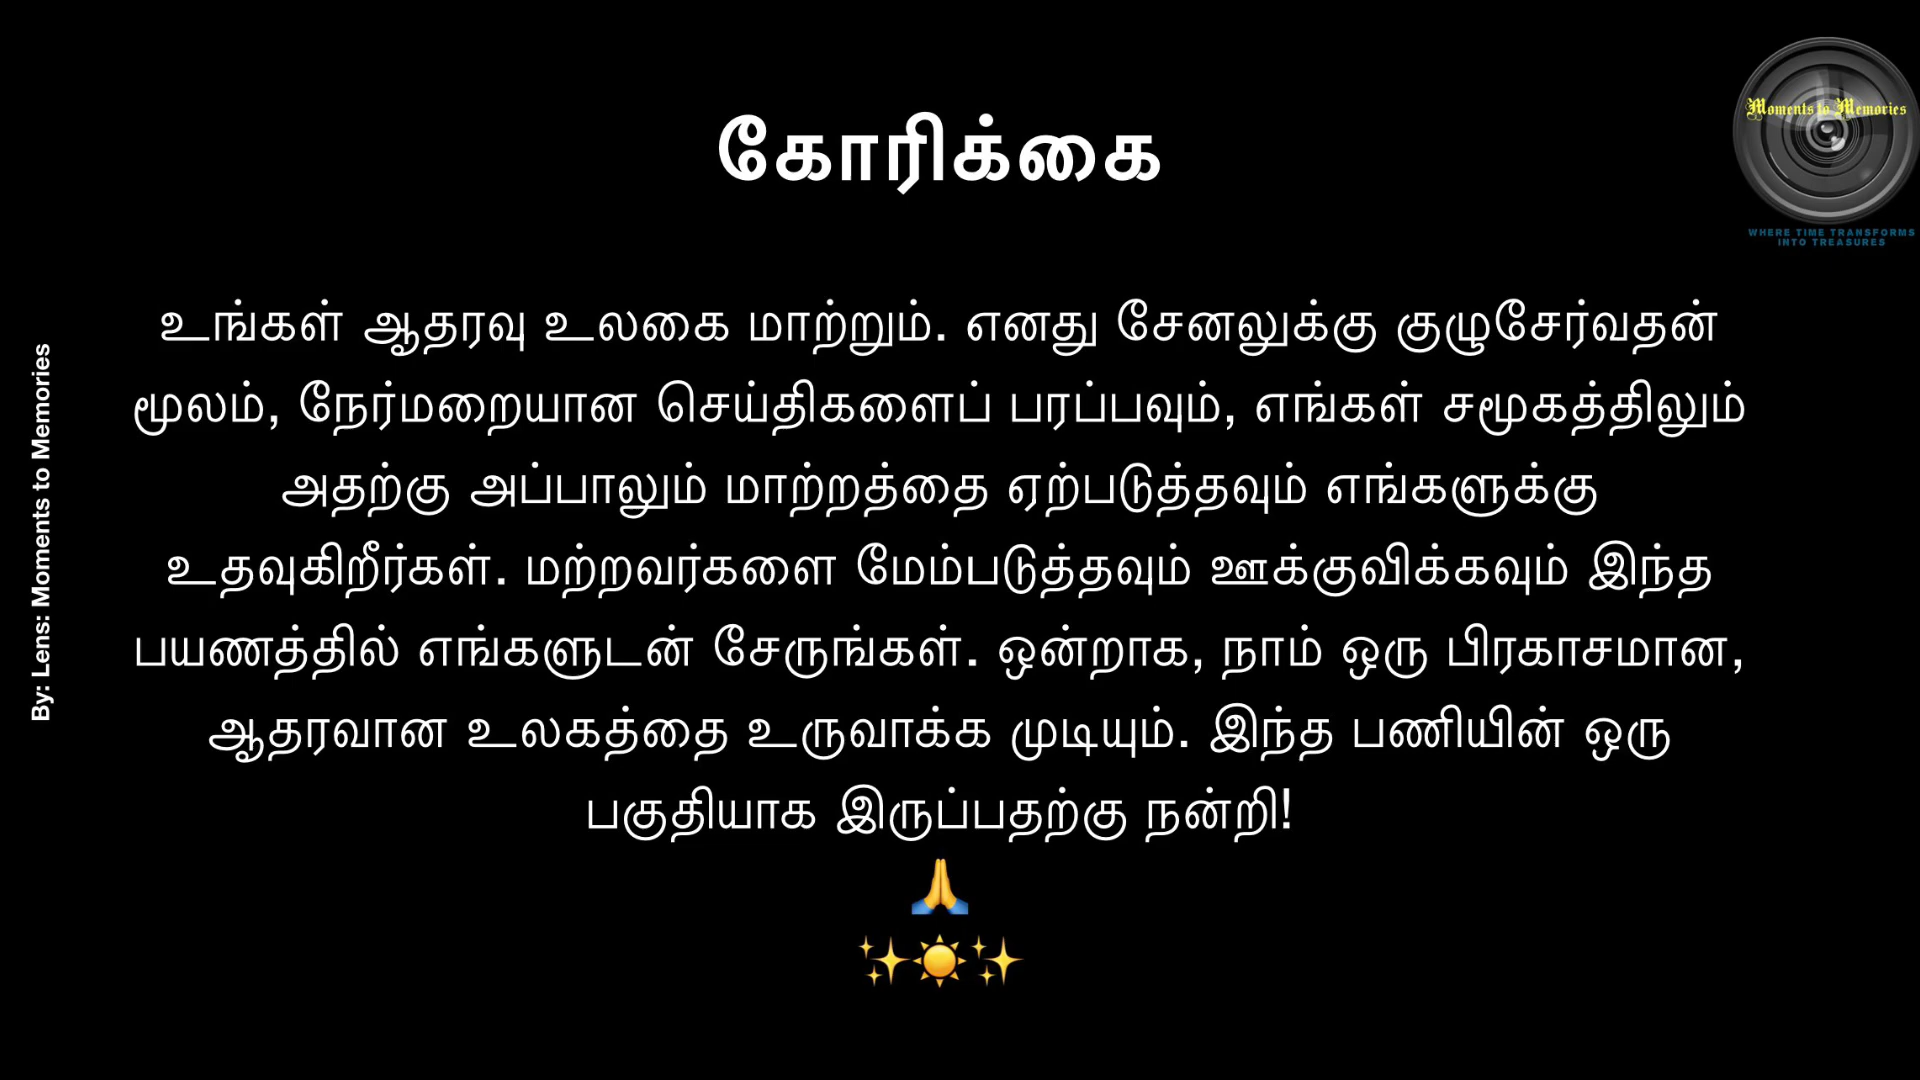 கோரிக்கை
Moments to Memories
WHERE TIME TRANSFORMS
INTO TREASURES
உங்கள் ஆதரவு உலகை மாற்றும். எனது சேனலுக்கு குழுசேர்வதன்
மூலம், நேர்மறையான செய்திகளைப் பரப்பவும், எங்கள் சமூகத்திலும்
அதற்கு அப்பாலும் மாற்றத்தை ஏற்படுத்தவும் எங்களுக்கு
உதவுகிறீர்கள். மற்றவர்களை மேம்படுத்தவும் ஊக்குவிக்கவும் இந்த
பயணத்தில் எங்களுடன் சேருங்கள். ஒன்றாக, நாம் ஒரு பிரகாசமான,
ஆதரவான உலகத்தை உருவாக்க முடியும். இந்த பணியின் ஒரு
பகுதியாக இருப்பதற்கு நன்றி!
🙏
✨☀️✨
By: Lens: Moments to Memories